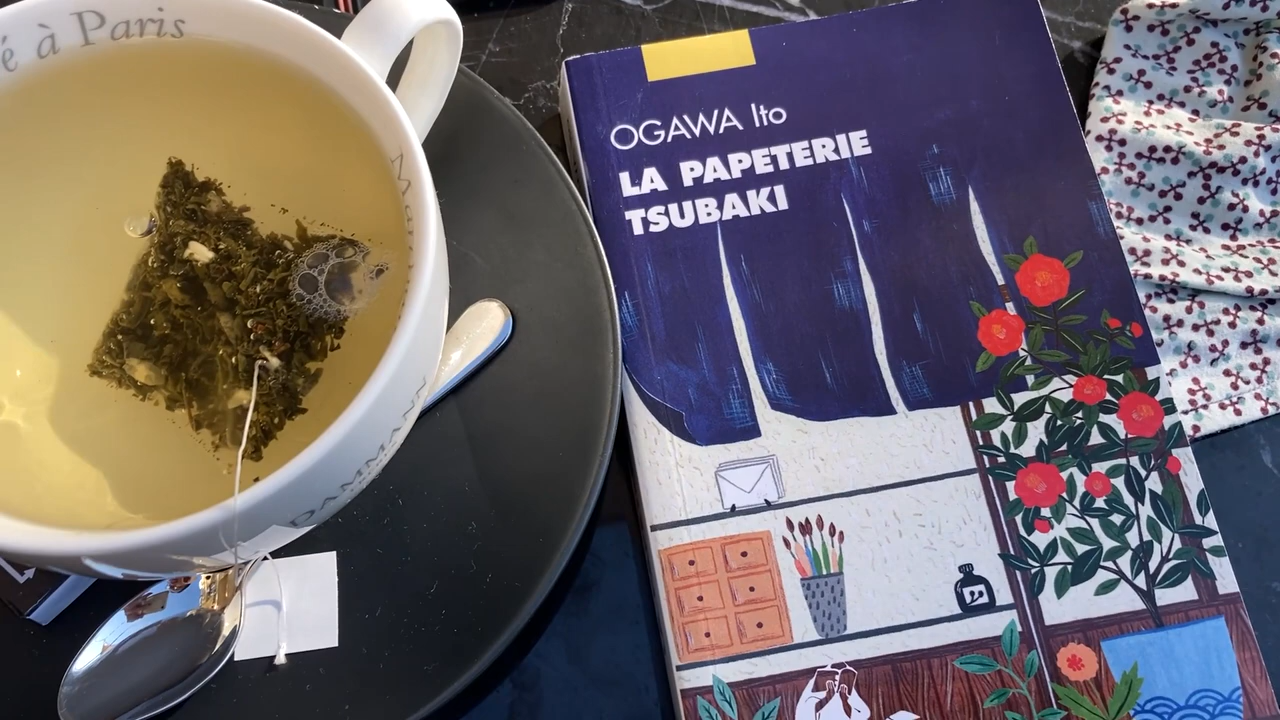 é à Paris
DAMMANN
OGAWA Ito
LA PAPETERIE
TSUBAKI